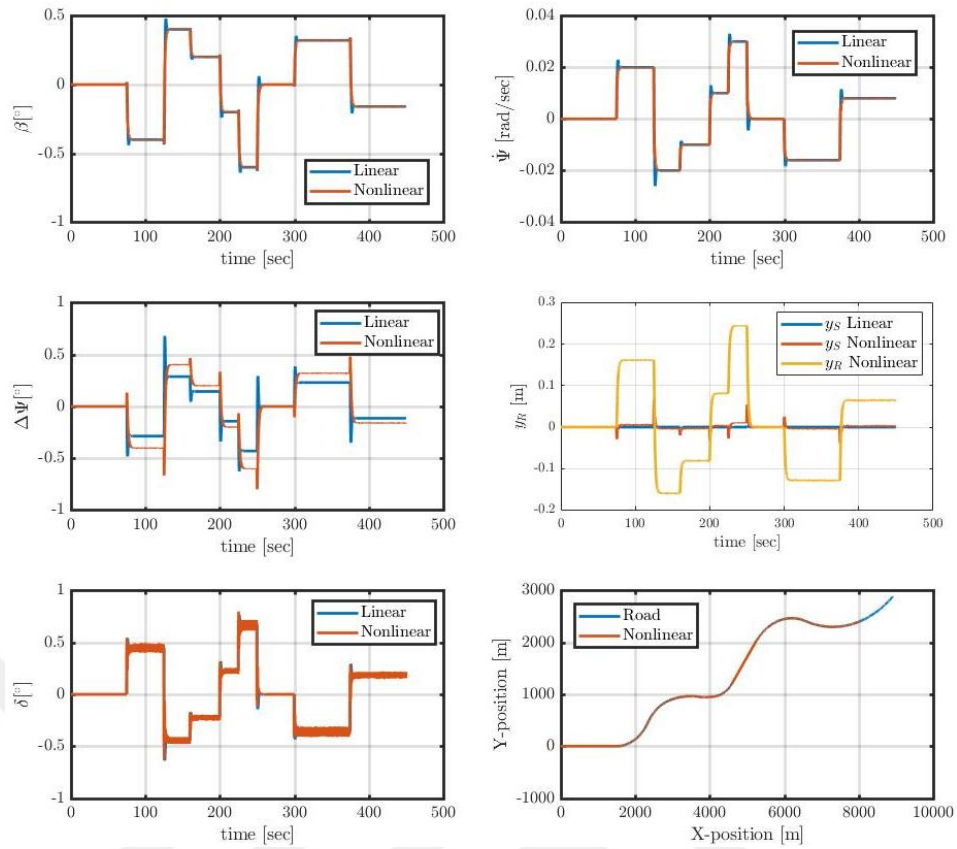 0.5
0
-0.5
-1
β[°]
0 100 200 300 400 500
time [sec]
Linear
Nonlinear
0.04
0.02
0
-0.02
-0.04
Ψ̇ [rad/sec]
0 100 200 300 400 500
time [sec]
Linear
Nonlinear
1
0.5
0
-0.5
-1
ΔΨ[°]
0 100 200 300 400 500
time [sec]
Linear
Nonlinear
0.3
0.2
0.1
0
-0.1
-0.2
y_R [m]
0 100 200 300 400 500
time [sec]
y_S Linear
y_S Nonlinear
y_R Nonlinear
1
0.5
0
-0.5
-1
δ[°]
0 100 200 300 400 500
time [sec]
Linear
Nonlinear
3000
2000
1000
0
-1000
Y-position [m]
0 2000 4000 6000 8000 10000
X-position [m]
Road
Nonlinear